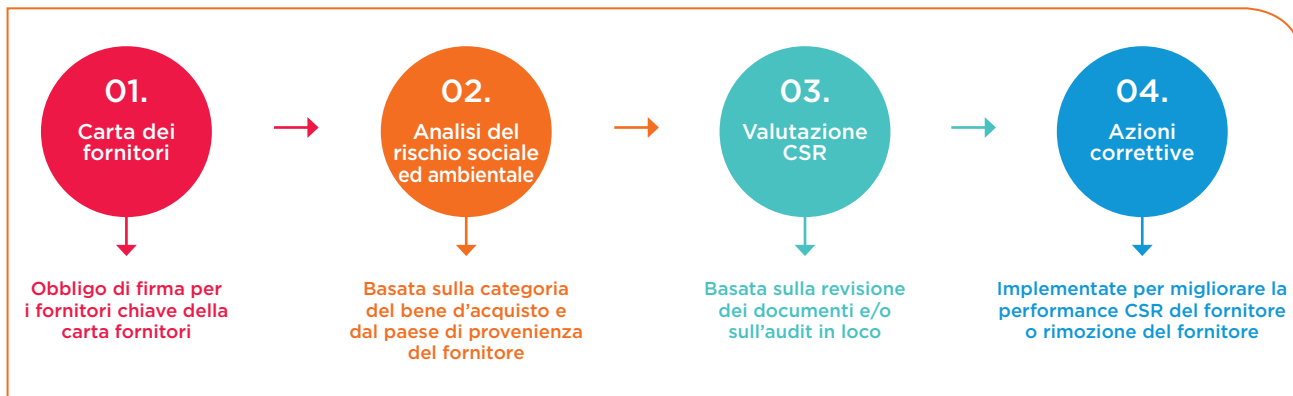 01.
Carta dei
fornitori
Obbligo di firma per
i fornitori chiave della
carta fornitori
02.
Analisi del
rischio sociale
ed ambientale
Basata sulla categoria
del bene d'acquisto e
dal paese di provenienza
del fornitore
03.
Valutazione
CSR
Basata sulla revisione
dei documenti e/o
sull'audit in loco
04.
Azioni
correttive
Implementate per migliorare la
performance CSR del fornitore
o rimozione del fornitore